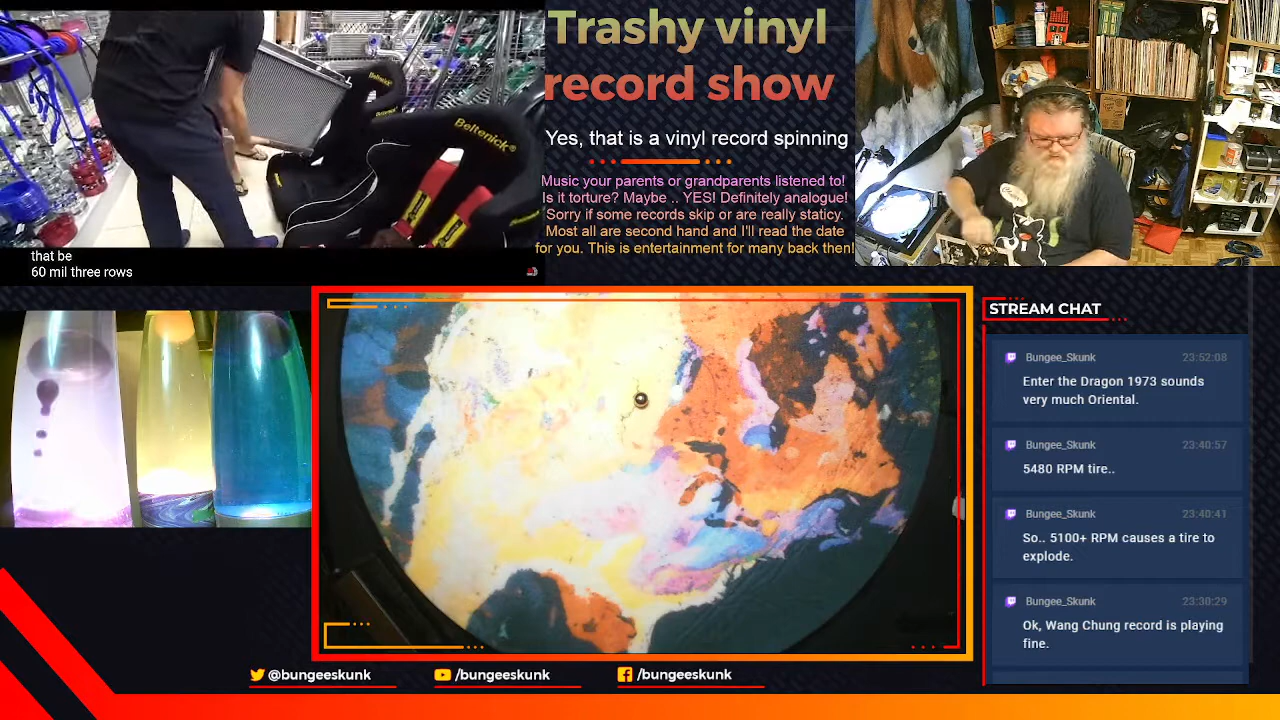 Beltenick®
Beltenick®
that be
60 mil three rows
Trashy vinyl
record show
Yes, that is a vinyl record spinning
Music your parents or grandparents listened to!
Is it torture? Maybe .. YES! Definitely analogue!
Sorry if some records skip or are really staticy.
Most all are second hand and I'll read the date
for you. This is entertainment for many back then!
STREAM CHAT
Bungee_Skunk 23:52:08
Enter the Dragon 1973 sounds
very much Oriental.
Bungee_Skunk 23:40:57
5480 RPM tire..
Bungee_Skunk 23:40:41
So.. 5100+ RPM causes a tire to
explode.
Bungee_Skunk 23:30:29
Ok, Wang Chung record is playing
fine.
@bungeeskunk
/bungeeskunk
/bungeeskunk